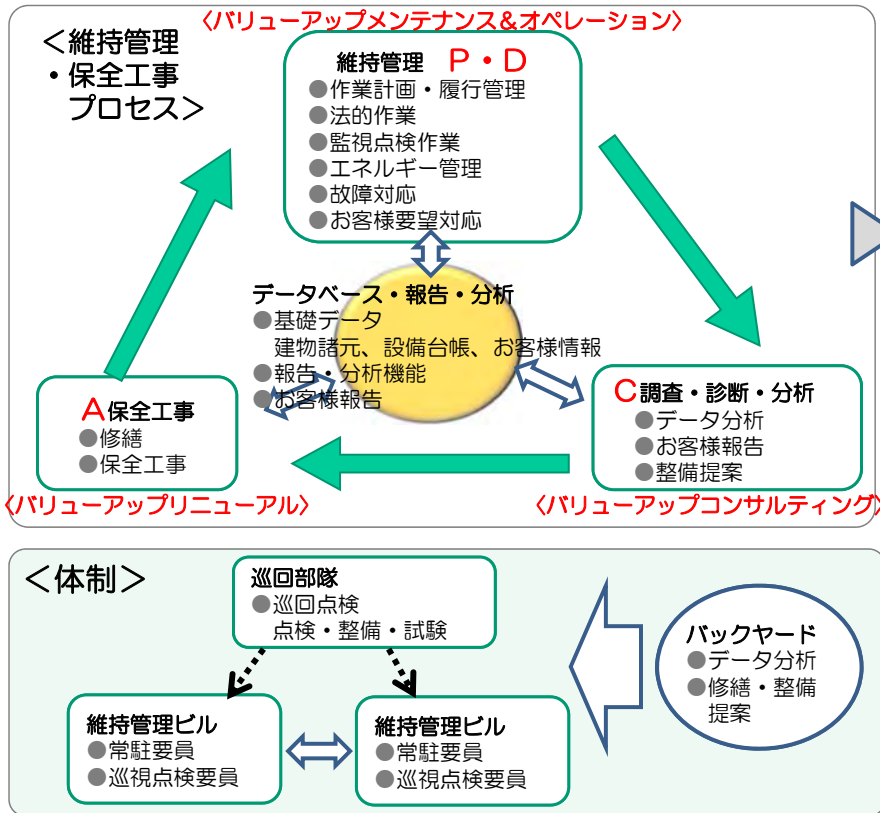 〈バリューアップメンテナンス＆オペレーション〉
＜維持管理
・保全工事
プロセス＞
維持管理 P・D
●作業計画・履行管理
●法的作業
●監視点検作業
●エネルギー管理
●故障対応
●お客様要望対応
データベース・報告・分析
●基礎データ
建物諸元、設備台帳、お客様情報
●報告・分析機能
●お客様報告
A保全工事
●修繕
●保全工事
〈バリューアップリニューアル〉
C調査・診断・分析
●データ分析
●お客様報告
●整備提案
〈バリューアップコンサルティング〉
＜体制＞
巡回部隊
●巡回点検
点検・整備・試験
維持管理ビル
●常駐要員
●巡視点検要員
維持管理ビル
●常駐要員
●巡視点検要員
バックヤード
●データ分析
●修繕・整備
提案